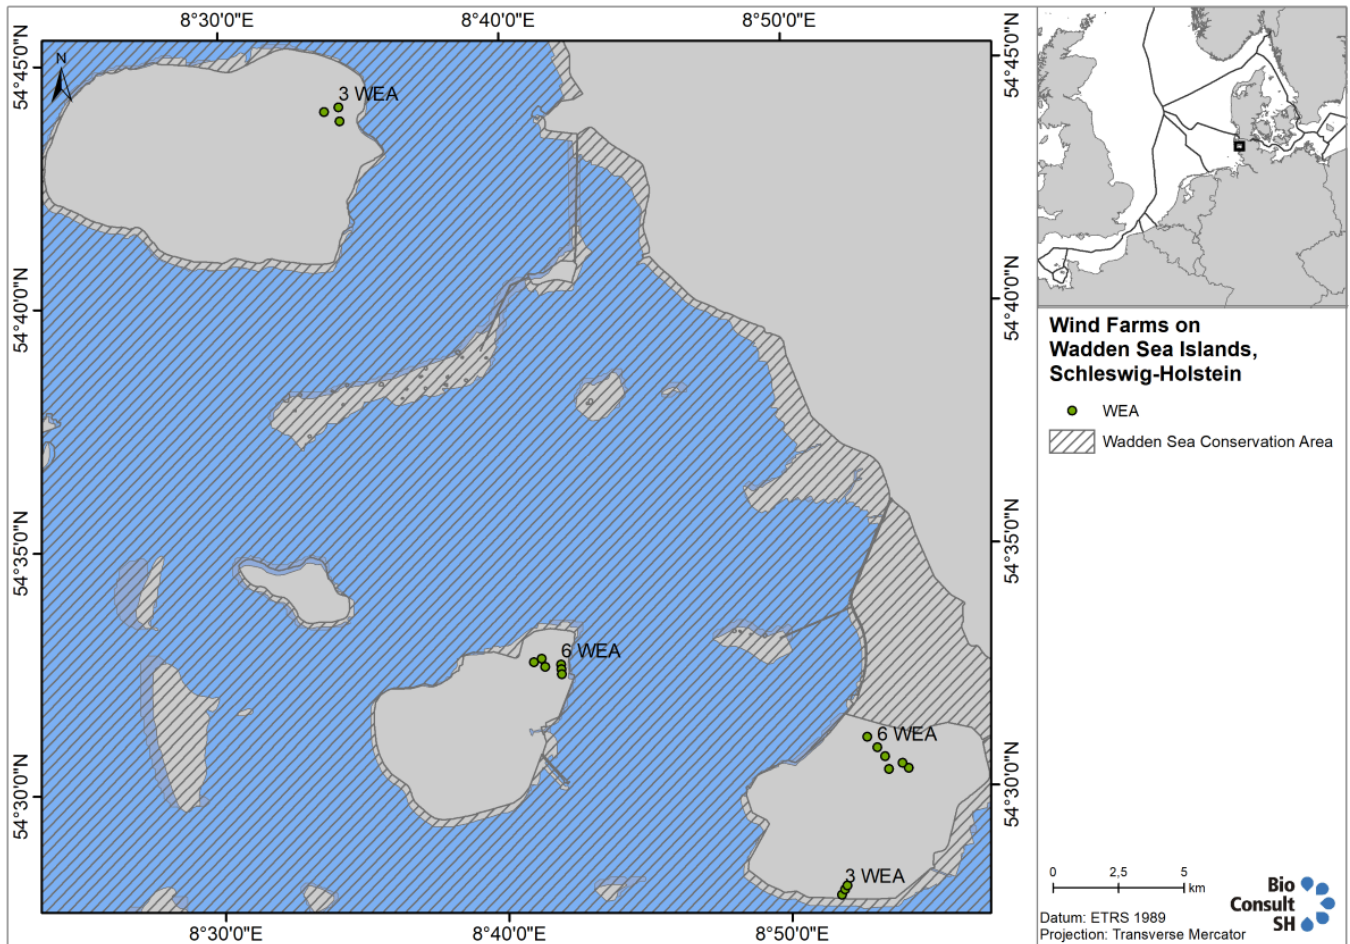 8°30'0"E
8°40'0"E
8°50'0"E
54°45'0"N
54°45'0"N
N
3 WEA
54°40'0"N
54°40'0"N
54°35'0"N
54°35'0"N
6 WEA
6 WEA
54°30'0"N
54°30'0"N
3 WEA
8°30'0"E
8°40'0"E
8°50'0"E
Wind Farms on
Wadden Sea Islands,
Schleswig-Holstein
WEA
Wadden Sea Conservation Area
0 2,5 5
km
Datum: ETRS 1989
Projection: Transverse Mercator
Bio
Consult
SH